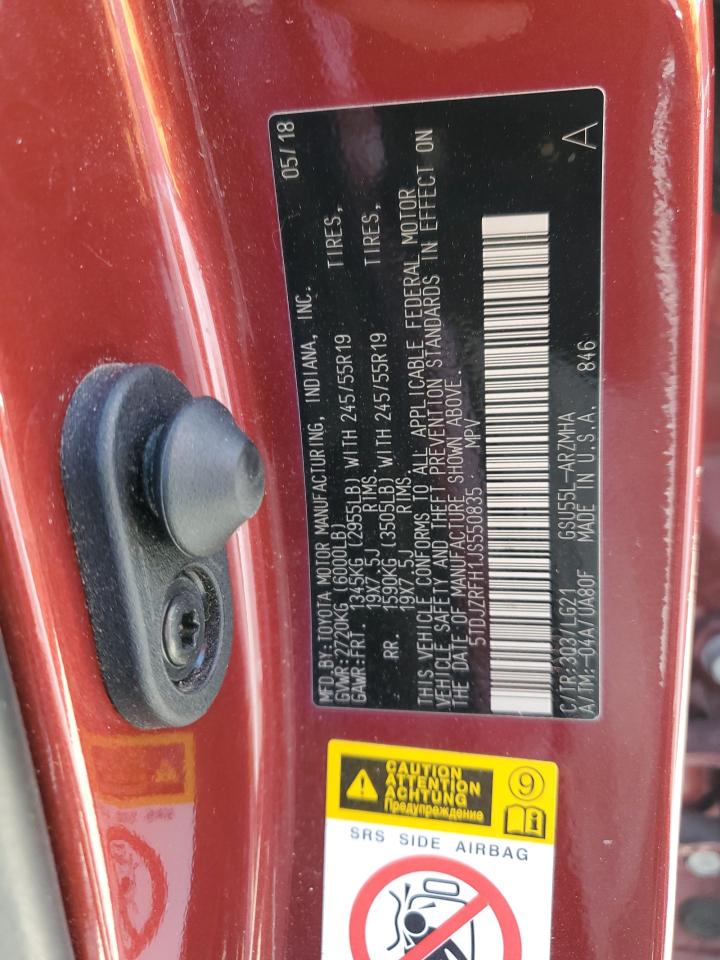 MFD.BY:TOYOTA MOTOR MANUFACTURING, INDIANA, INC. 05/18
GVWR:2720KG (6000LB)
GAWR:FRT. 1345KG (2955LB) WITH 245/55R19 TIRES,
19X7.5J RIMS.
RR. 1590KG (3505LB) WITH 245/55R19 TIRES,
19X7.5J RIMS.
THIS VEHICLE CONFORMS TO ALL APPLICABLE FEDERAL MOTOR
VEHICLE SAFETY AND THEFT PREVENTION STANDARDS IN EFFECT ON
THE DATE OF MANUFACTURE SHOWN ABOVE.
5TDJZRFH1JS550835 MPV
C/TR:3Q3/LG21 GSU55L-ARZMHA 846
A/TM:-04A/UA80F MADE IN U.S.A. A
CAUTION
ATTENTION
ACHTUNG
Предупреждение
9
SRS SIDE AIRBAG